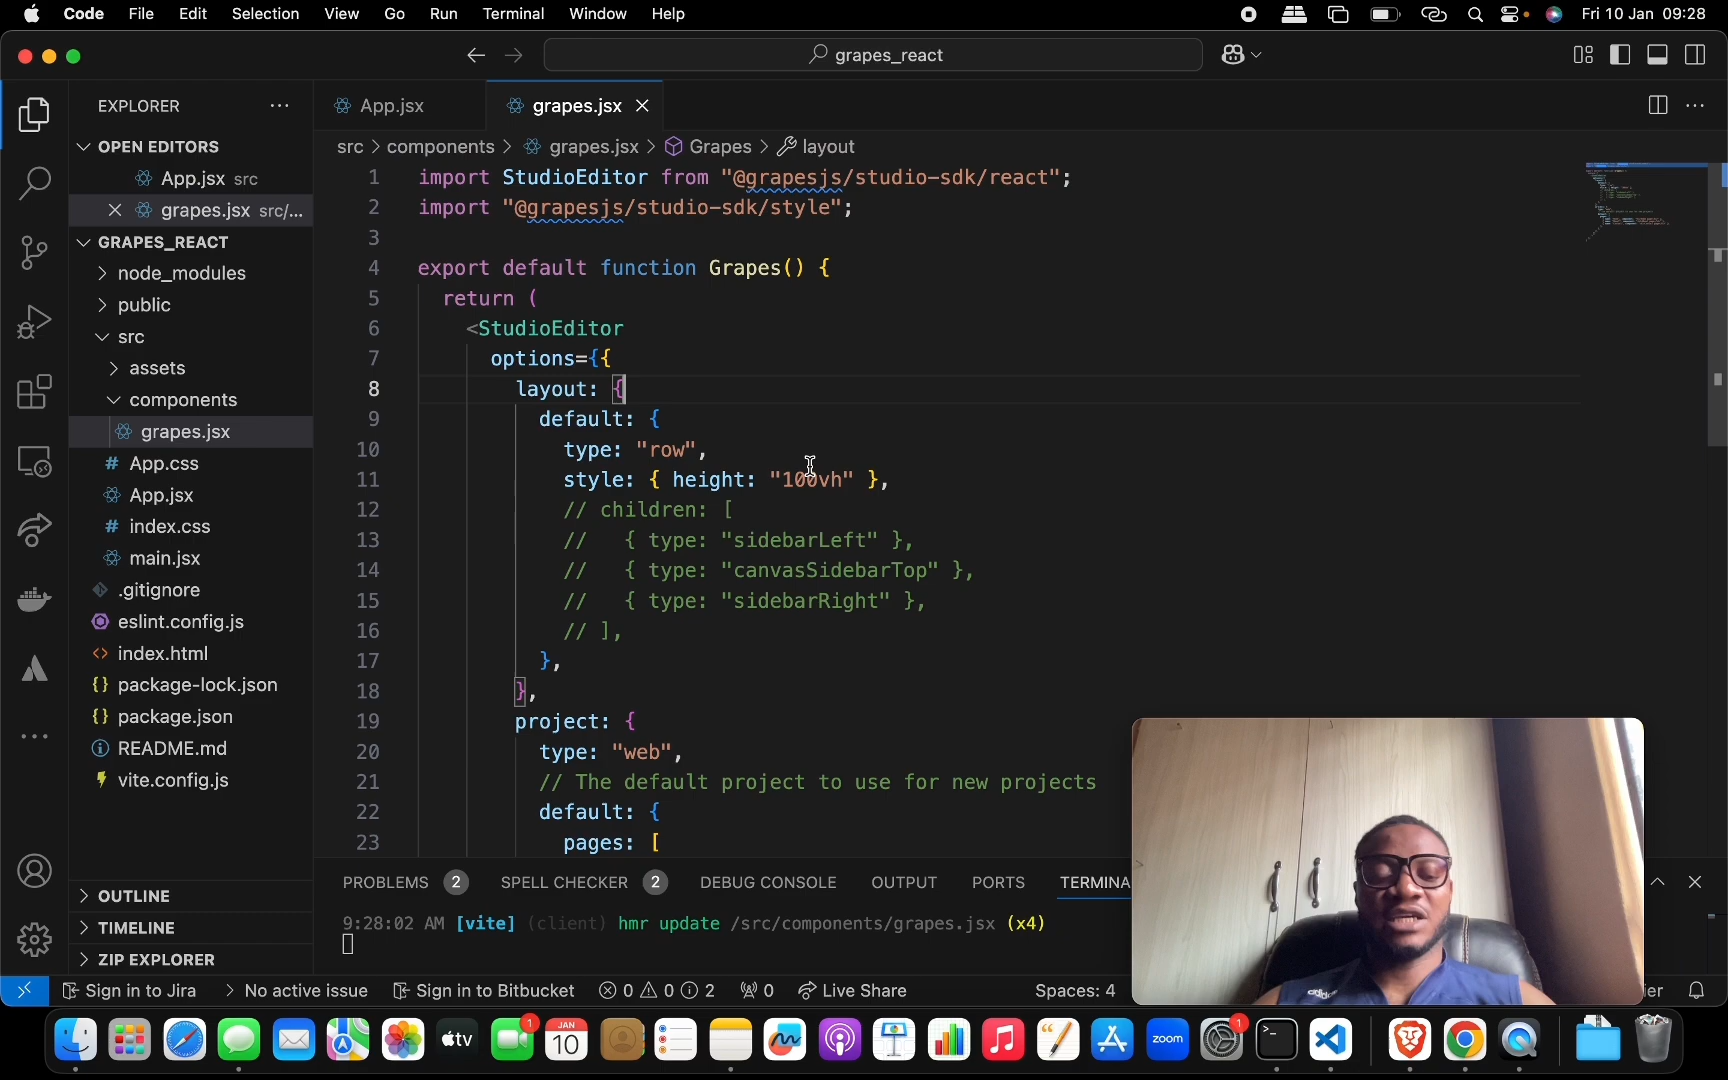 Code File Edit Selection View Go Run Terminal Window Help Fri 10 Jan 09:28
grapes_react
EXPLORER
App.jsx grapes.jsx
OPEN EDITORS
App.jsx src
grapes.jsx src/...
GRAPES_REACT
node_modules
public
src
assets
components
grapes.jsx
App.css
App.jsx
index.css
main.jsx
.gitignore
eslint.config.js
index.html
package-lock.json
package.json
README.md
vite.config.js
OUTLINE
TIMELINE
ZIP EXPLORER
src > components > grapes.jsx > Grapes > layout
1 import StudioEditor from "@grapesjs/studio-sdk/react";
2 import "@grapesjs/studio-sdk/style";
3
4 export default function Grapes() {
5 return (
6 <StudioEditor
7 options={{
8 layout: {
9 default: {
10 type: "row",
11 style: { height: "100vh" },
12 // children: [
13 // { type: "sidebarLeft" },
14 // { type: "canvasSidebarTop" },
15 // { type: "sidebarRight" },
16 // ],
17 },
18 },
19 project: {
20 type: "web",
21 // The default project to use for new projects
22 default: {
23 pages: [
PROBLEMS 2 SPELL CHECKER 2 DEBUG CONSOLE OUTPUT PORTS TERMINA
9:28:02 AM [vite] (client) hmr update /src/components/grapes.jsx (x4)
adidas
Sign in to Jira No active issue Sign in to Bitbucket 0 0 2 0 Live Share Spaces: 4 ier
tv 1 JAN 10 zoom 1